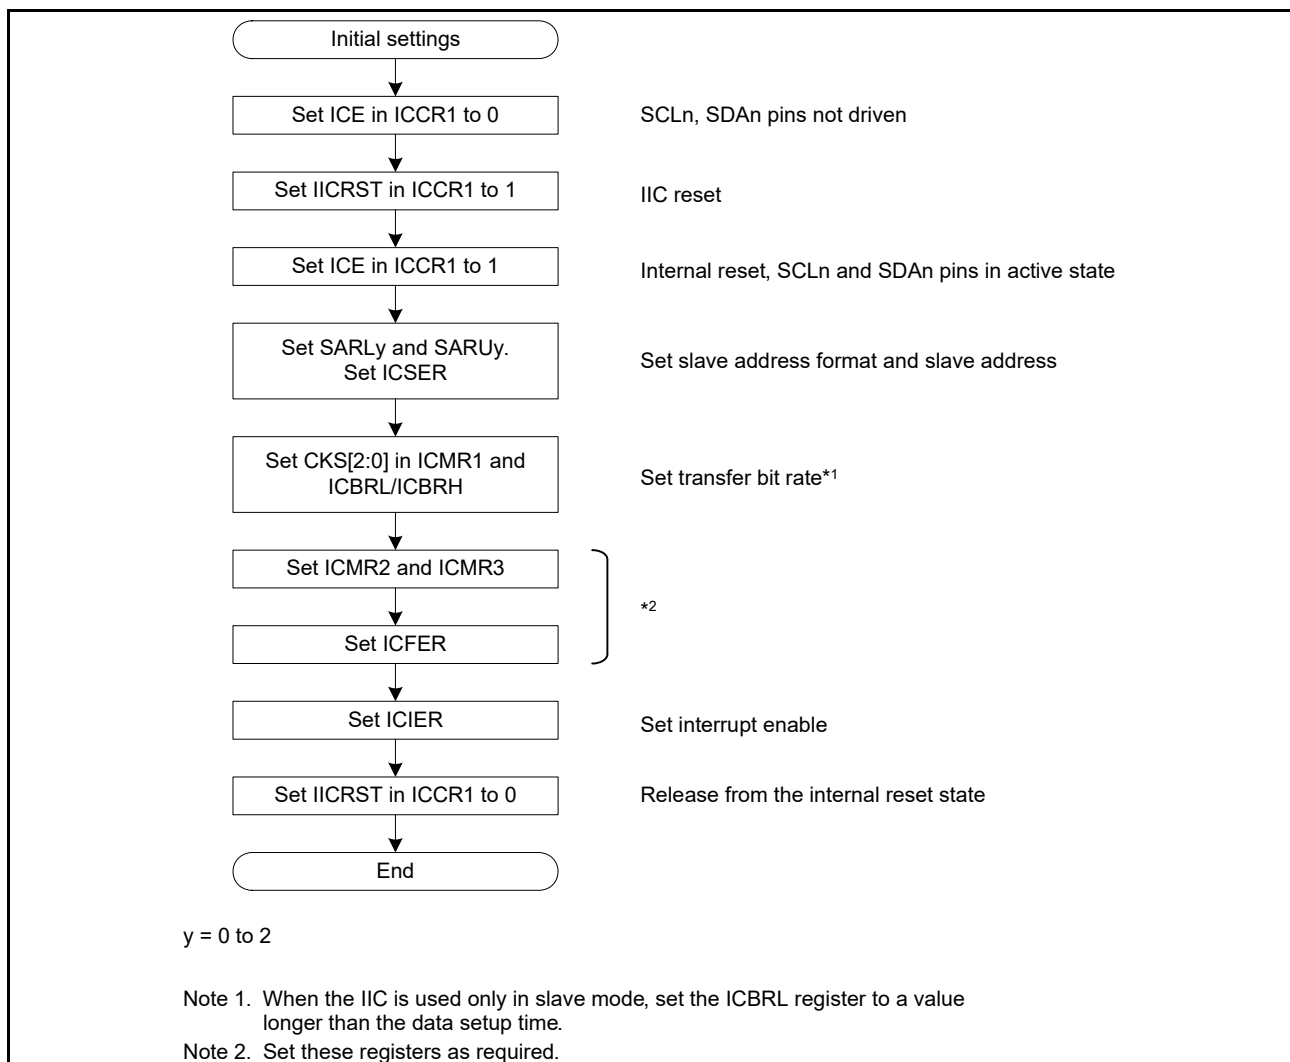 Initial settings
Set ICE in ICCR1 to 0
SCLn, SDAn pins not driven
Set IICRST in ICCR1 to 1
IIC reset
Set ICE in ICCR1 to 1
Internal reset, SCLn and SDAn pins in active state
Set SARLy and SARUy.
Set ICSER
Set slave address format and slave address
Set CKS[2:0] in ICMR1 and
ICBRL/ICBRH
Set transfer bit rate*1
Set ICMR2 and ICMR3
*2
Set ICFER
Set ICIER
Set interrupt enable
Set IICRST in ICCR1 to 0
Release from the internal reset state
End
y = 0 to 2
Note 1. When the IIC is used only in slave mode, set the ICBRL register to a value
longer than the data setup time.
Note 2. Set these registers as required.